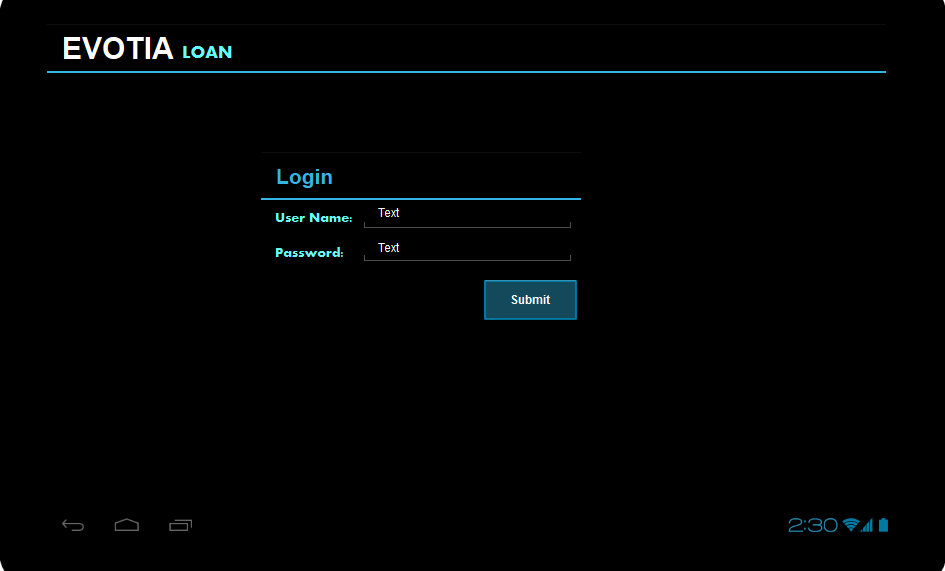 EVOTIA LOAN
Login
User Name: Text
Password: Text
Submit
2:30